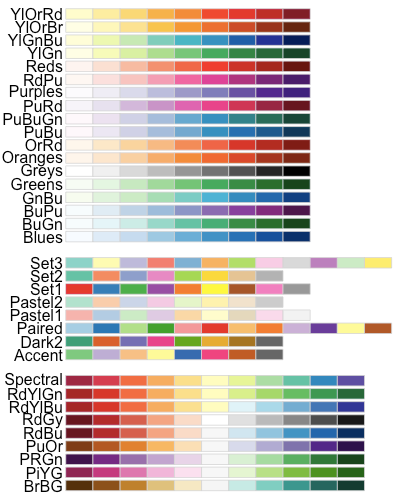 YlOrRd
YlOrBr
YlGnBu
YlGn
Reds
RdPu
Purples
PuRd
PuBuGn
PuBu
OrRd
Oranges
Greys
Greens
GnBu
BuPu
BuGn
Blues
Set3
Set2
Set1
Pastel2
Pastel1
Paired
Dark2
Accent
Spectral
RdYlGn
RdYlBu
RdGy
RdBu
PuOr
PRGn
PiYG
BrBG